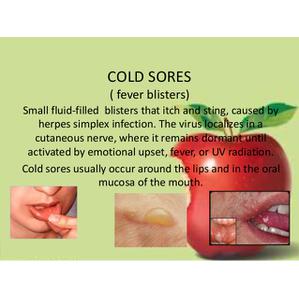 COLD SORES
( fever blisters)
Small fluid-filled blisters that itch and sting, caused by
herpes simplex infection. The virus localizes in a
cutaneous nerve, where it remains dormant until
activated by emotional upset, fever, or UV radiation.
Cold sores usually occur around the lips and in the oral
mucosa of the mouth.